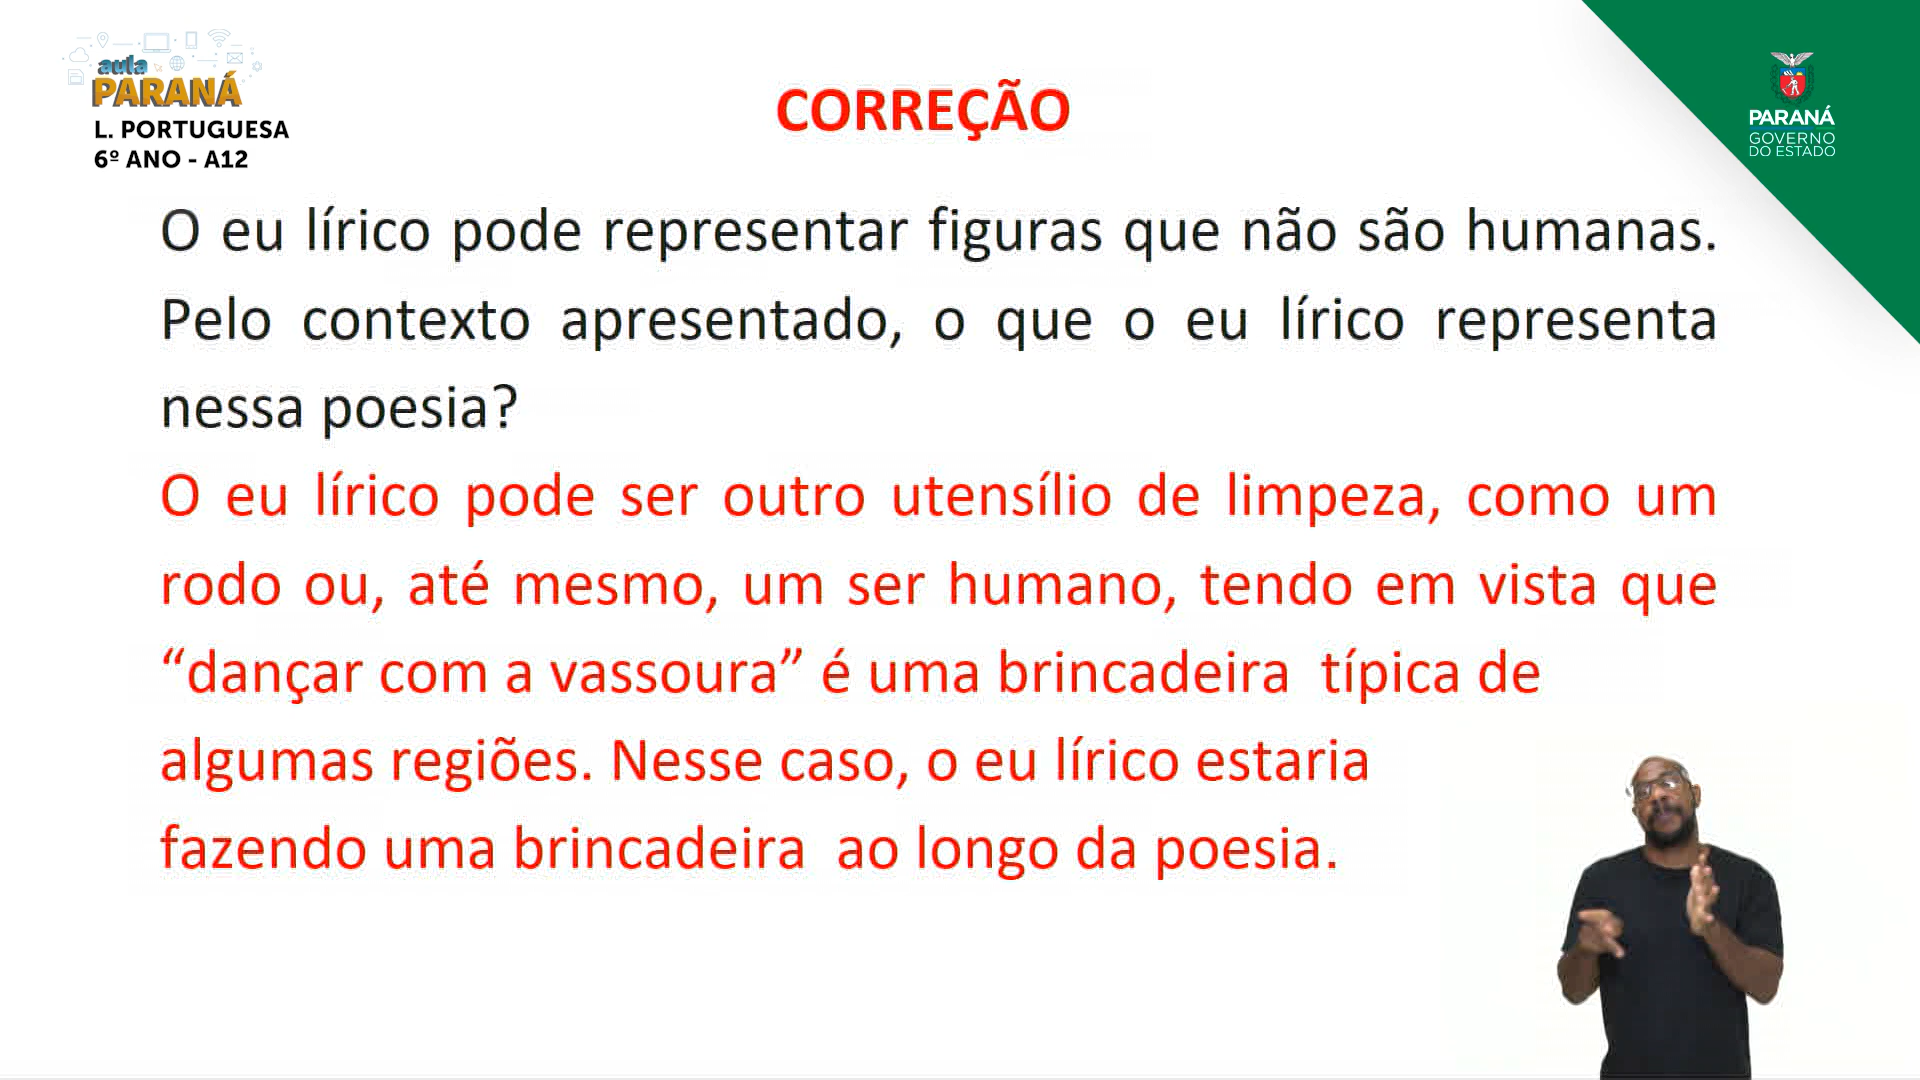 aula
PARANÁ
L. PORTUGUESA
6º ANO - A12
CORREÇÃO
PARANÁ
GOVERNO
DO ESTADO
O eu lírico pode representar figuras que não são humanas.
Pelo contexto apresentado, o que o eu lírico representa
nessa poesia?
O eu lírico pode ser outro utensílio de limpeza, como um
rodo ou, até mesmo, um ser humano, tendo em vista que
“dançar com a vassoura” é uma brincadeira típica de
algumas regiões. Nesse caso, o eu lírico estaria
fazendo uma brincadeira ao longo da poesia.